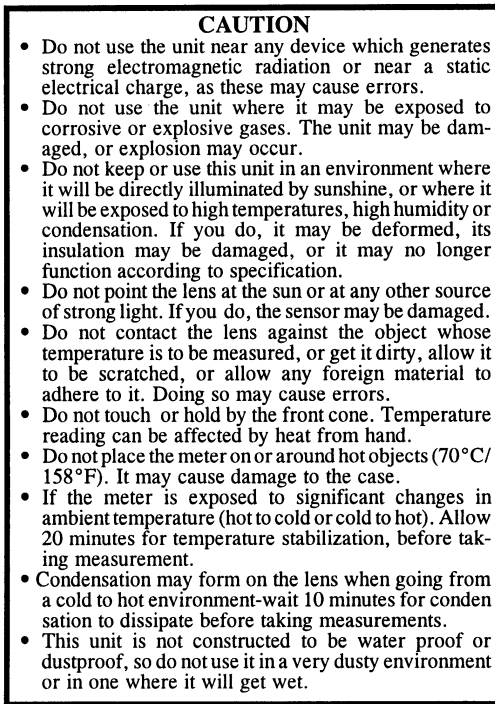 CAUTION
• Do not use the unit near any device which generates
strong electromagnetic radiation or near a static
electrical charge, as these may cause errors.
• Do not use the unit where it may be exposed to
corrosive or explosive gases. The unit may be dam-
aged, or explosion may occur.
• Do not keep or use this unit in an environment where
it will be directly illuminated by sunshine, or where it
will be exposed to high temperatures, high humidity or
condensation. If you do, it may be deformed, its
insulation may be damaged, or it may no longer
function according to specification.
• Do not point the lens at the sun or at any other source
of strong light. If you do, the sensor may be damaged.
• Do not contact the lens against the object whose
temperature is to be measured, or get it dirty, allow it
to be scratched, or allow any foreign material to
adhere to it. Doing so may cause errors.
• Do not touch or hold by the front cone. Temperature
reading can be affected by heat from hand.
• Do not place the meter on or around hot objects (70°C/
158°F). It may cause damage to the case.
• If the meter is exposed to significant changes in
ambient temperature (hot to cold or cold to hot). Allow
20 minutes for temperature stabilization, before tak-
ing measurement.
• Condensation may form on the lens when going from
a cold to hot environment-wait 10 minutes for conden
sation to dissipate before taking measurements.
• This unit is not constructed to be water proof or
dustproof, so do not use it in a very dusty environment
or in one where it will get wet.